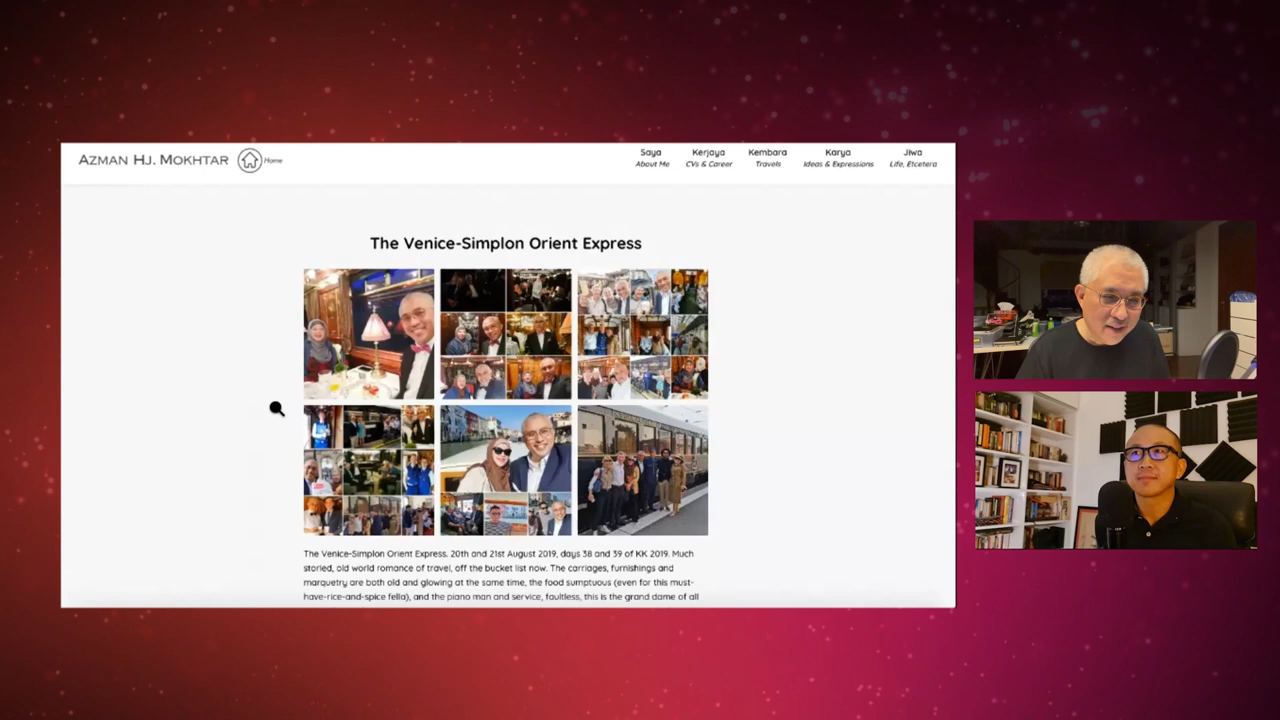 AZMAN HJ. MOKHTAR
Home
Saya
About Me
Kerjaya
CVs & Career
Kembara
Travels
Karya
Ideas & Expressions
Jiwa
Life, Etcetera
The Venice-Simplon Orient Express
The Venice-Simplon Orient Express. 20th and 21st August 2019, days 38 and 39 of KK 2019. Much
storied, old world romance of travel, off the bucket list now. The carriages, furnishings and
marquetry are both old and glowing at the same time, the food sumptuous (even for this must-
have-rice-and-spice fella), and the piano man and service, faultless, this is the grand dame of all